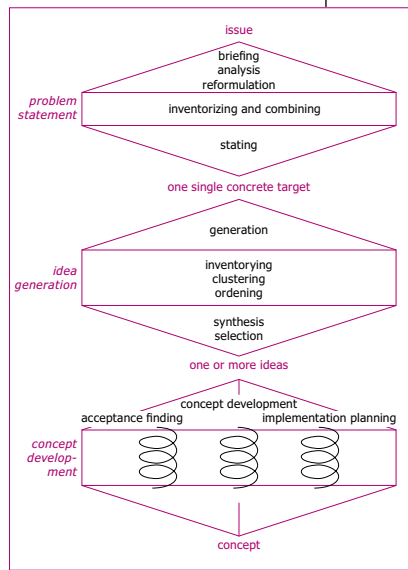 issue
briefing
analysis
reformulation
problem
statement
inventorizing and combining
stating
one single concrete target
generation
idea
generation
inventorying
clustering
ordening
synthesis
selection
one or more ideas
concept development
acceptance finding
implementation planning
concept
develop-
ment
concept